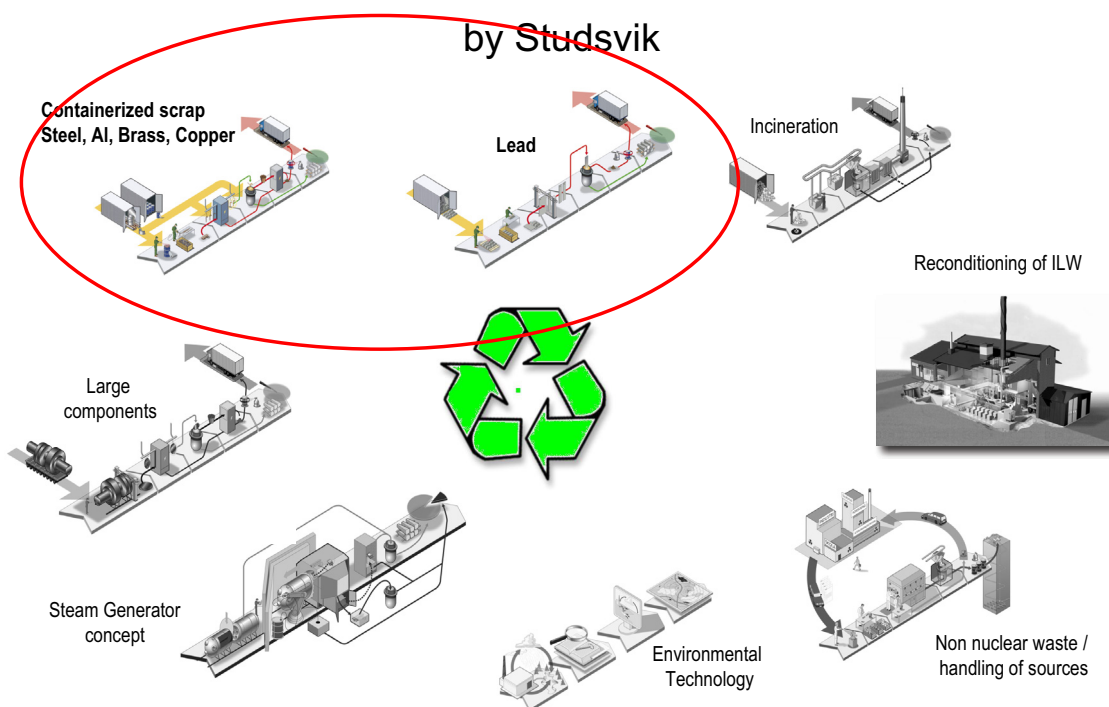 by Studsvik
Containerized scrap
Steel, Al, Brass, Copper
Lead
Incineration
Reconditioning of ILW
Large
components
Steam Generator
concept
Environmental
Technology
Non nuclear waste /
handling of sources